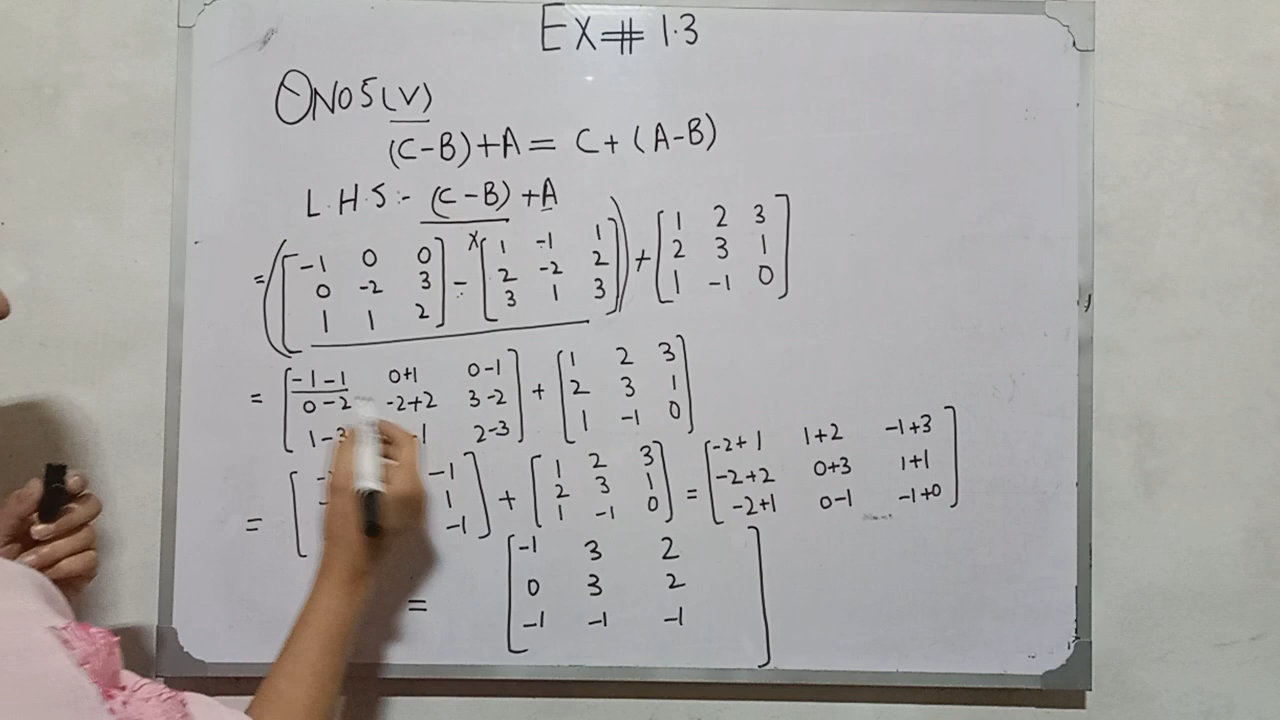 EX# 1.3
QNO5(V)
(C-B)+A = C+(A-B)
L.H.S:- (C-B)+A
=([-1 0 0] - x[1 -1 1]) + [1 2 3]
0 -2 3 2 -2 2 2 3 1
1 1 2 3 1 3 1 -1 0
= [-1-1 0+1 0-1] + [1 2 3]
0-2 -2+2 3-2 2 3 1
2-3 1 -1 0
= [ -1] + [1 2 3] = [-2+1 1+2 -1+3]
1 2 3 1 -2+2 0+3 1+1
-1 1 -1 0 -2+1 0-1 -1+0
= [-1 3 2]
0 3 2
-1 -1 -1